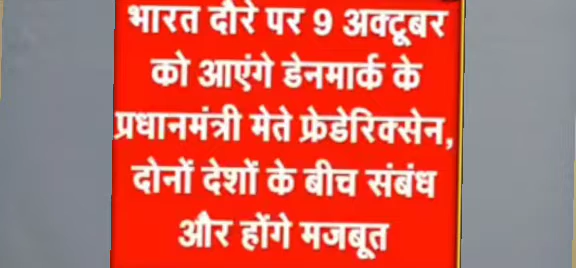 भारत दौरे पर 9 अक्टूबर
को आएंगे डेनमार्क के
प्रधानमंत्री मेते फ्रेडेरिक्सेन,
दोनों देशों के बीच संबंध
और होंगे मजबूत